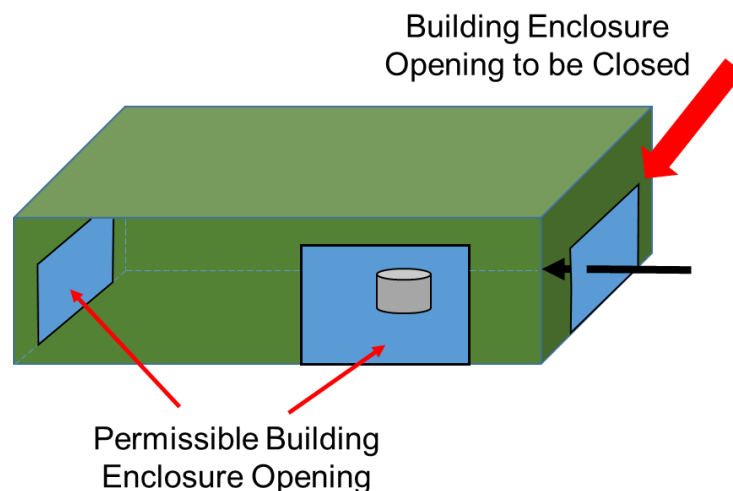 Building Enclosure
Opening to be Closed
Permissible Building
Enclosure Opening